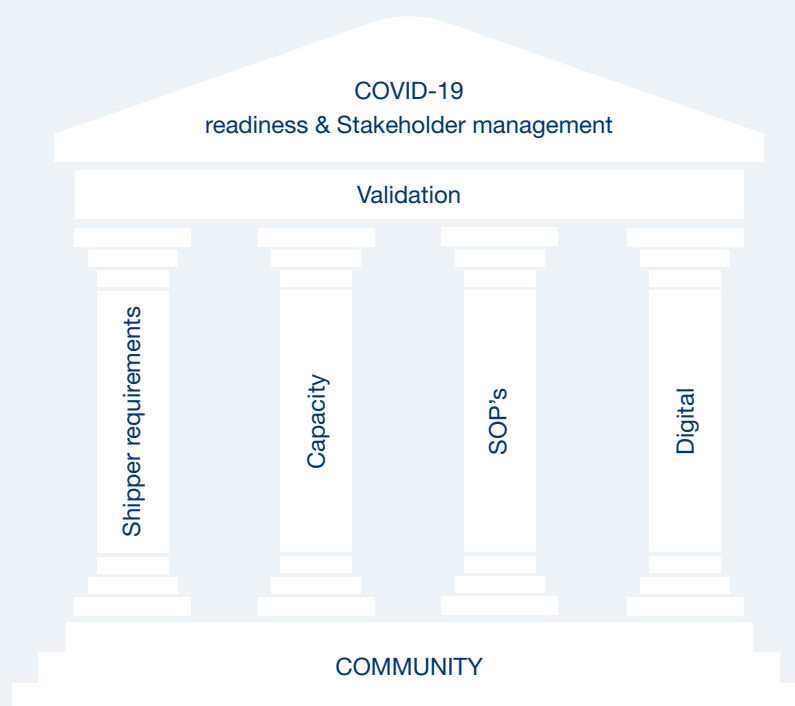 COVID-19
readiness & Stakeholder management
Validation
Shipper requirements
Capacity
SOP's
Digital
COMMUNITY